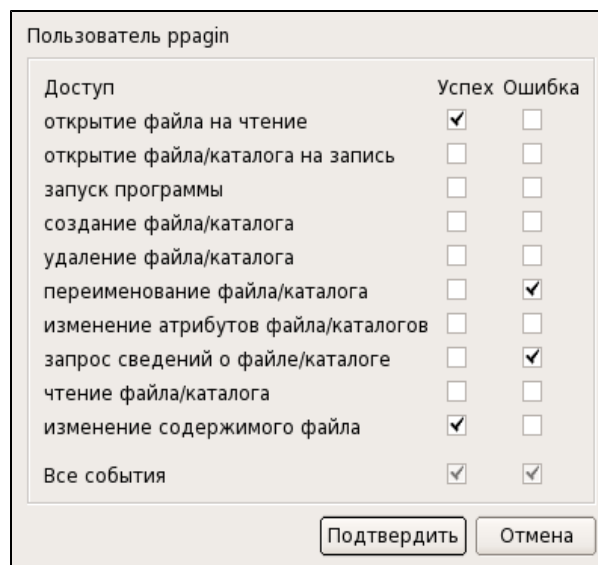 Пользователь ppagin
Доступ Успех Ошибка
открытие файла на чтение
открытие файла/каталога на запись
запуск программы
создание файла/каталога
удаление файла/каталога
переименование файла/каталога
изменение атрибутов файла/каталогов
запрос сведений о файле/каталоге
чтение файла/каталога
изменение содержимого файла
Все события
Подтвердить Отмена